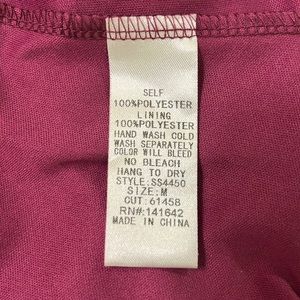 SELF
100%POLYESTER
LINING
100%POLYESTER
HAND WASH COLD
WASH SEPARATELY
COLOR WILL BLEED
NO BLEACH
HANG TO DRY
STYLE:SS4450
SIZE:M
CUT:61458
RN#:141642
MADE IN CHINA